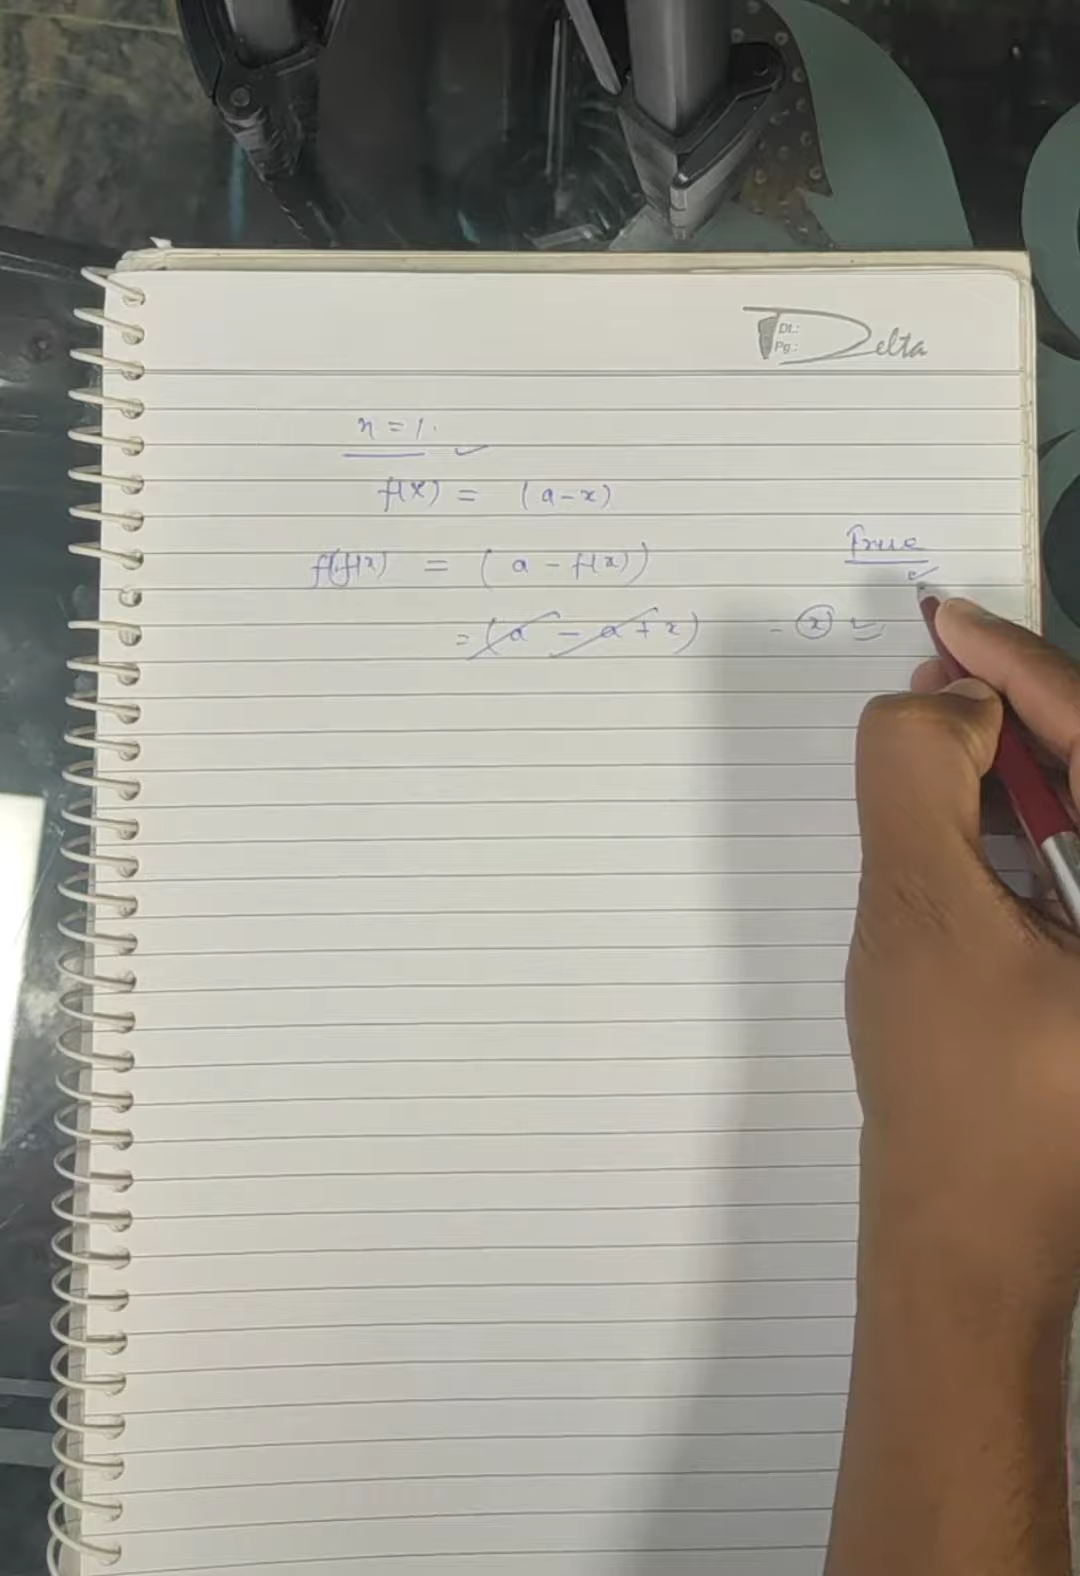 Dt.:
Pg.:
Delta
n = 1.
f(x) = (a-x)
f(f(x) = (a - f(x))
True
= (a - a + x) - x